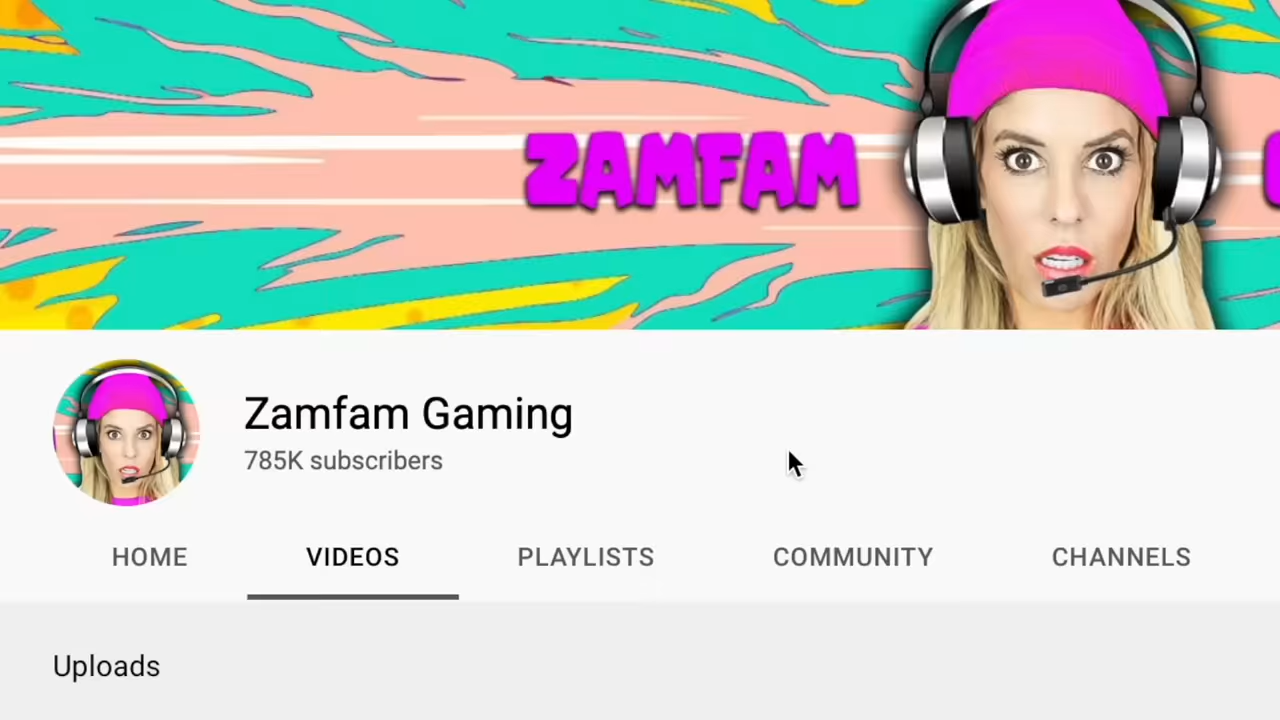 ZAMFAM
Zamfam Gaming
785K subscribers
HOME
VIDEOS
PLAYLISTS
COMMUNITY
CHANNELS
Uploads